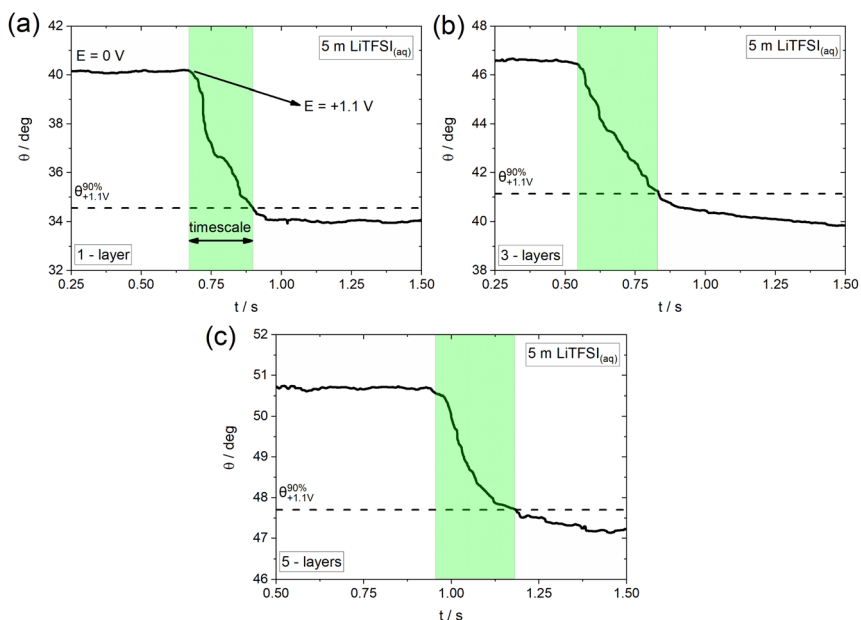 (a)
42
40
38
36
34
32
θ / deg
E = 0 V
5 m LiTFSI(aq)
E = +1.1 V
θ90%+1.1V
timescale
1 - layer
0.25 0.50 0.75 1.00 1.25 1.50
t / s
(b)
48
46
44
42
40
38
θ / deg
5 m LiTFSI(aq)
θ90%+1.1V
3 - layers
0.25 0.50 0.75 1.00 1.25 1.50
t / s
(c)
52
51
50
49
48
47
46
θ / deg
5 m LiTFSI(aq)
θ90%+1.1V
5 - layers
0.50 0.75 1.00 1.25 1.50
t / s